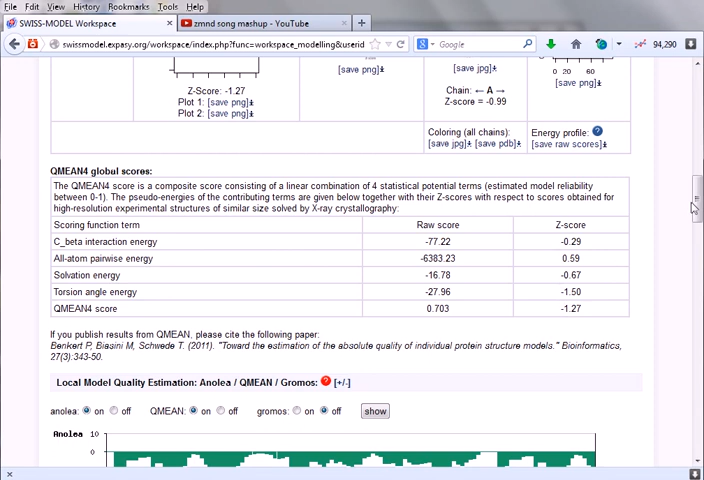 File Edit View History Bookmarks Tools Help
SWISS-MODEL Workspace × zmnd song mashup - YouTube × +
swissmodel.expasy.org/workspace/index.php?func=workspace_modelling&userid Google 94,290
0 20 60
[save png]
[save jpg]
[save png]
Z-Score: -1.27
Plot 1: [save png]
Plot 2: [save png]
Chain: ← A →
Z-score = -0.99
Coloring (all chains):
[save jpg] [save pdb]
Energy profile: ?
[save raw scores]
QMEAN4 global scores:
The QMEAN4 score is a composite score consisting of a linear combination of 4 statistical potential terms (estimated model reliability
between 0-1). The pseudo-energies of the contributing terms are given below together with their Z-scores with respect to scores obtained for
high-resolution experimental structures of similar size solved by X-ray crystallography:
Scoring function term Raw score Z-score
C_beta interaction energy -77.22 -0.29
All-atom pairwise energy -6383.23 0.59
Solvation energy -16.78 -0.67
Torsion angle energy -27.96 -1.50
QMEAN4 score 0.703 -1.27
If you publish results from QMEAN, please cite the following paper:
Benkert P, Biasini M, Schwede T. (2011). "Toward the estimation of the absolute quality of individual protein structure models." Bioinformatics,
27(3):343-50.
Local Model Quality Estimation: Anolea / QMEAN / Gromos: ? [+/-]
anolea: on off QMEAN: on off gromos: on off show
Anolea 10
0